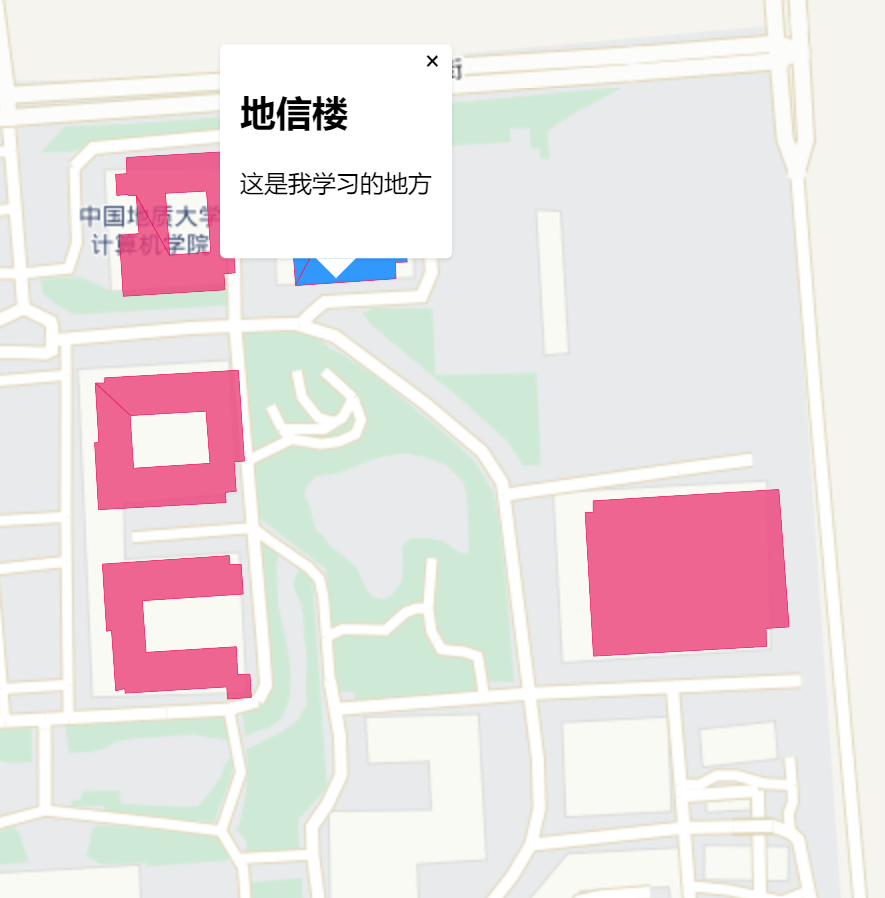 街
地信楼
这是我学习的地方
中国地质大学
计算机学院